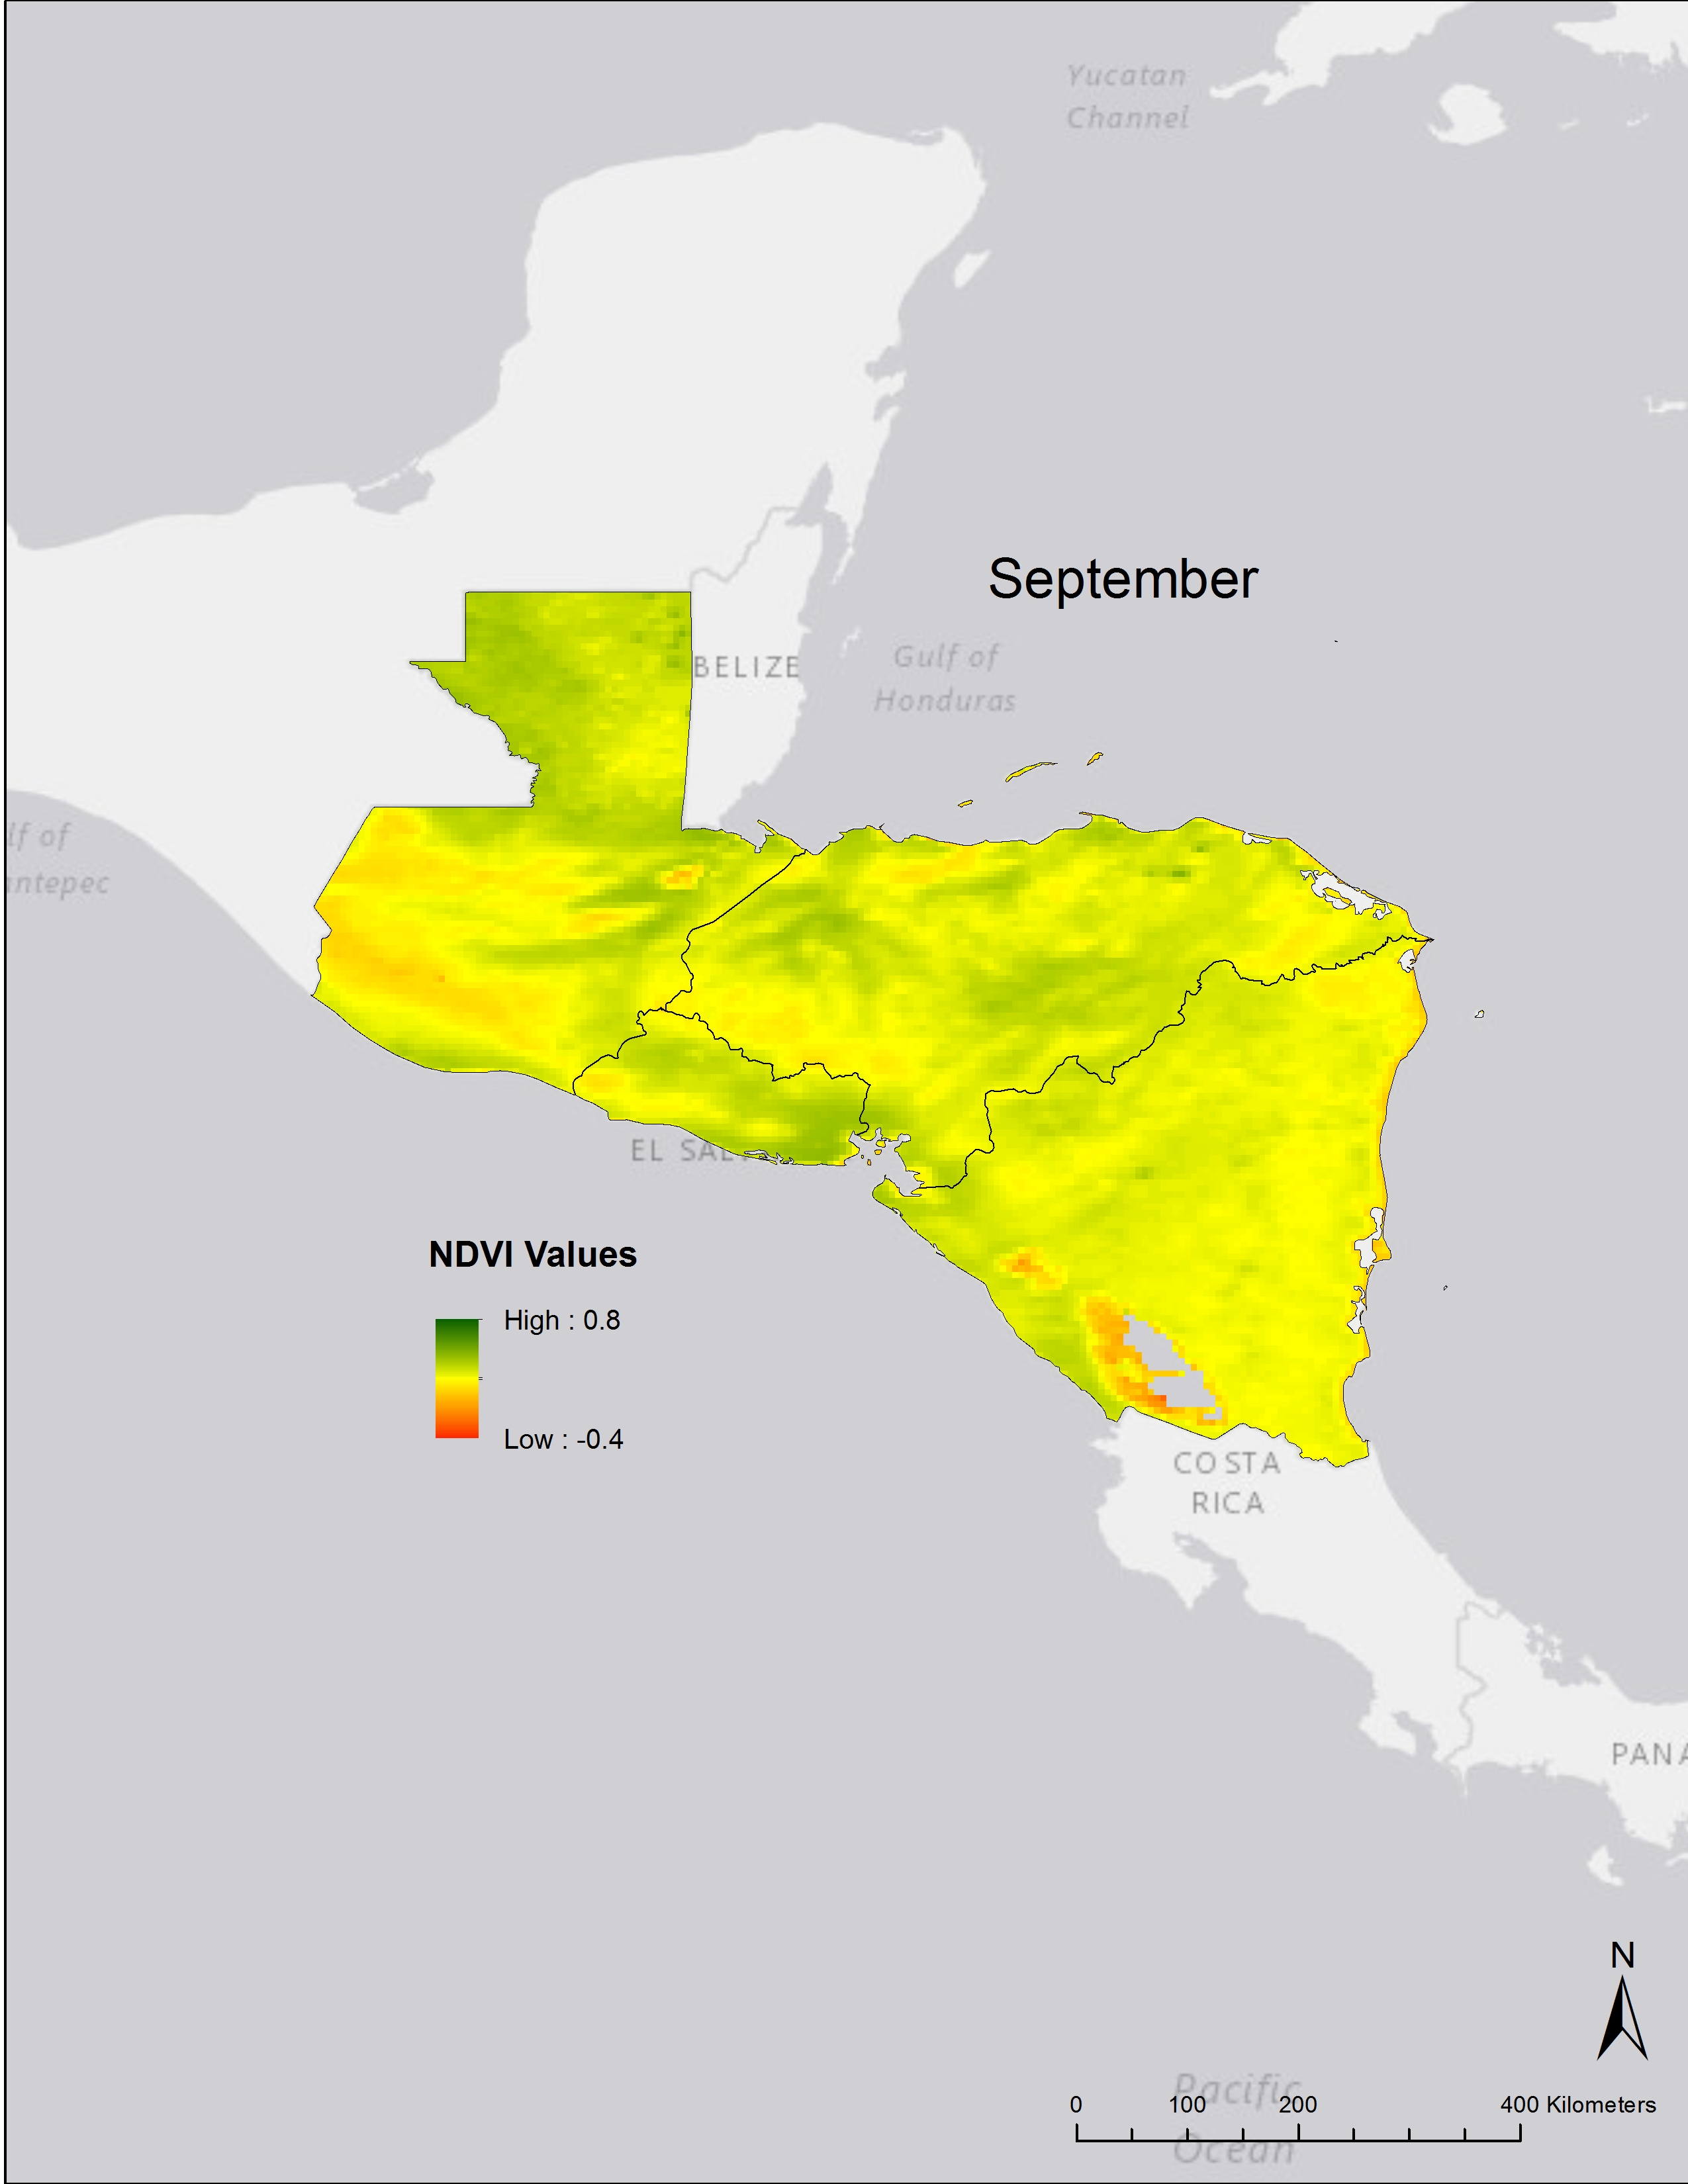 Yucatan
Channel
September
Gulf of
Honduras
BELIZE
lf of
antepec
EL SAL
NDVI Values
High : 0.8
Low : -0.4
COSTA
RICA
PANA
N
Pacific
Ocean
0 100 200 400 Kilometers